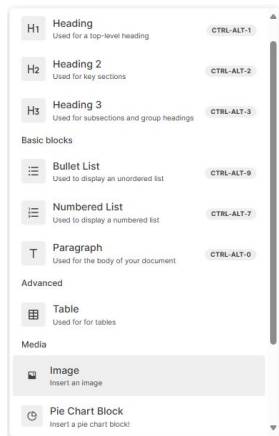 H1 Heading CTRL-ALT-1
Used for a top-level heading
H2 Heading 2 CTRL-ALT-2
Used for key sections
H3 Heading 3 CTRL-ALT-3
Used for subsections and group headings
Basic blocks
Bullet List CTRL-ALT-9
Used to display an unordered list
Numbered List CTRL-ALT-7
Used to display a numbered list
T Paragraph CTRL-ALT-0
Used for the body of your document
Advanced
Table
Used for for tables
Media
Image
Insert an image
Pie Chart Block
Insert a pie chart block!